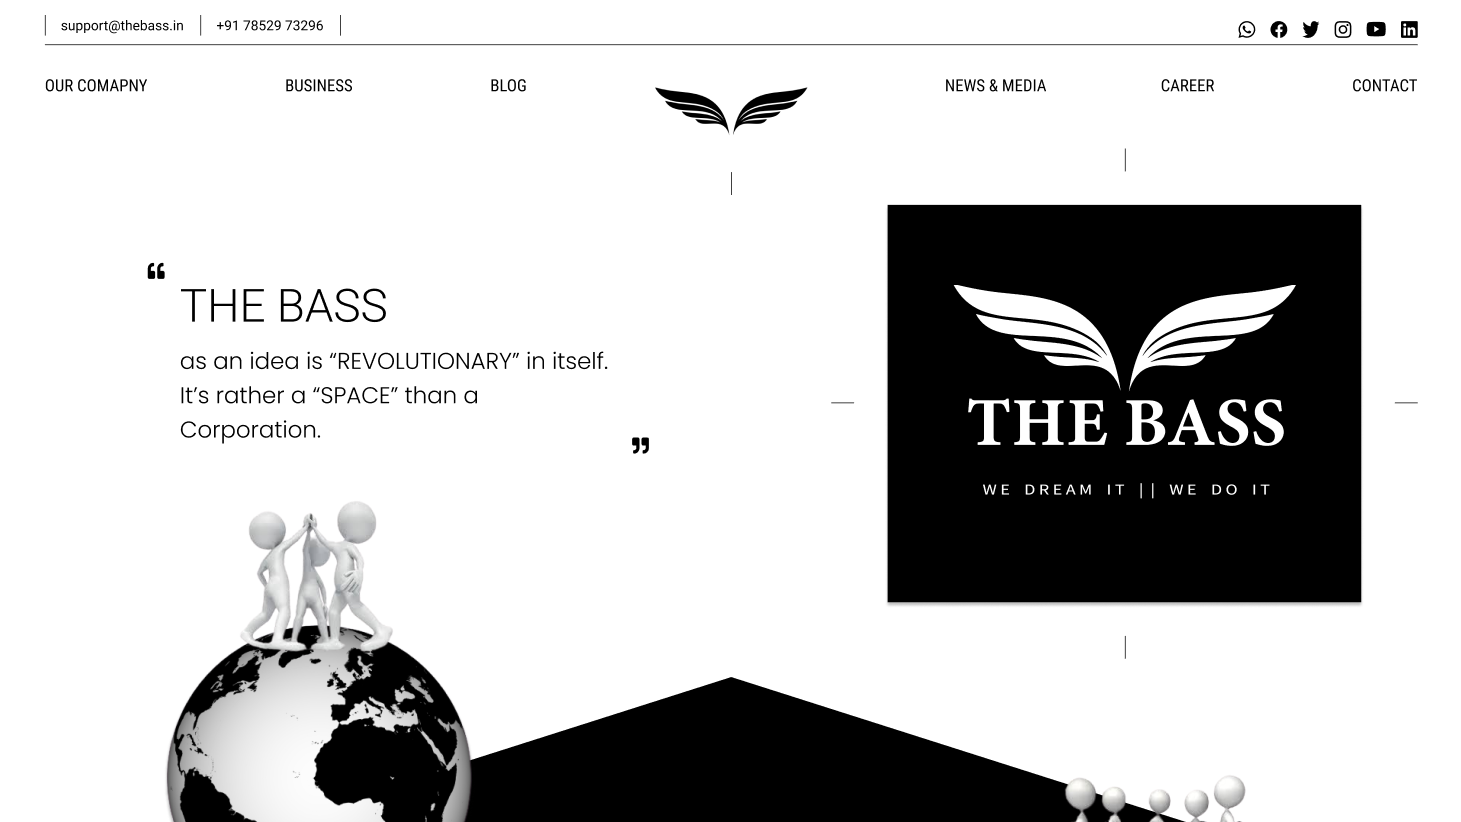 support@thebass.in
+91 78529 73296
OUR COMAPNY
BUSINESS
BLOG
NEWS & MEDIA
CAREER
CONTACT
“
THE BASS
as an idea is “REVOLUTIONARY” in itself.
It’s rather a “SPACE” than a
Corporation.
”
THE BASS
WE DREAM IT || WE DO IT